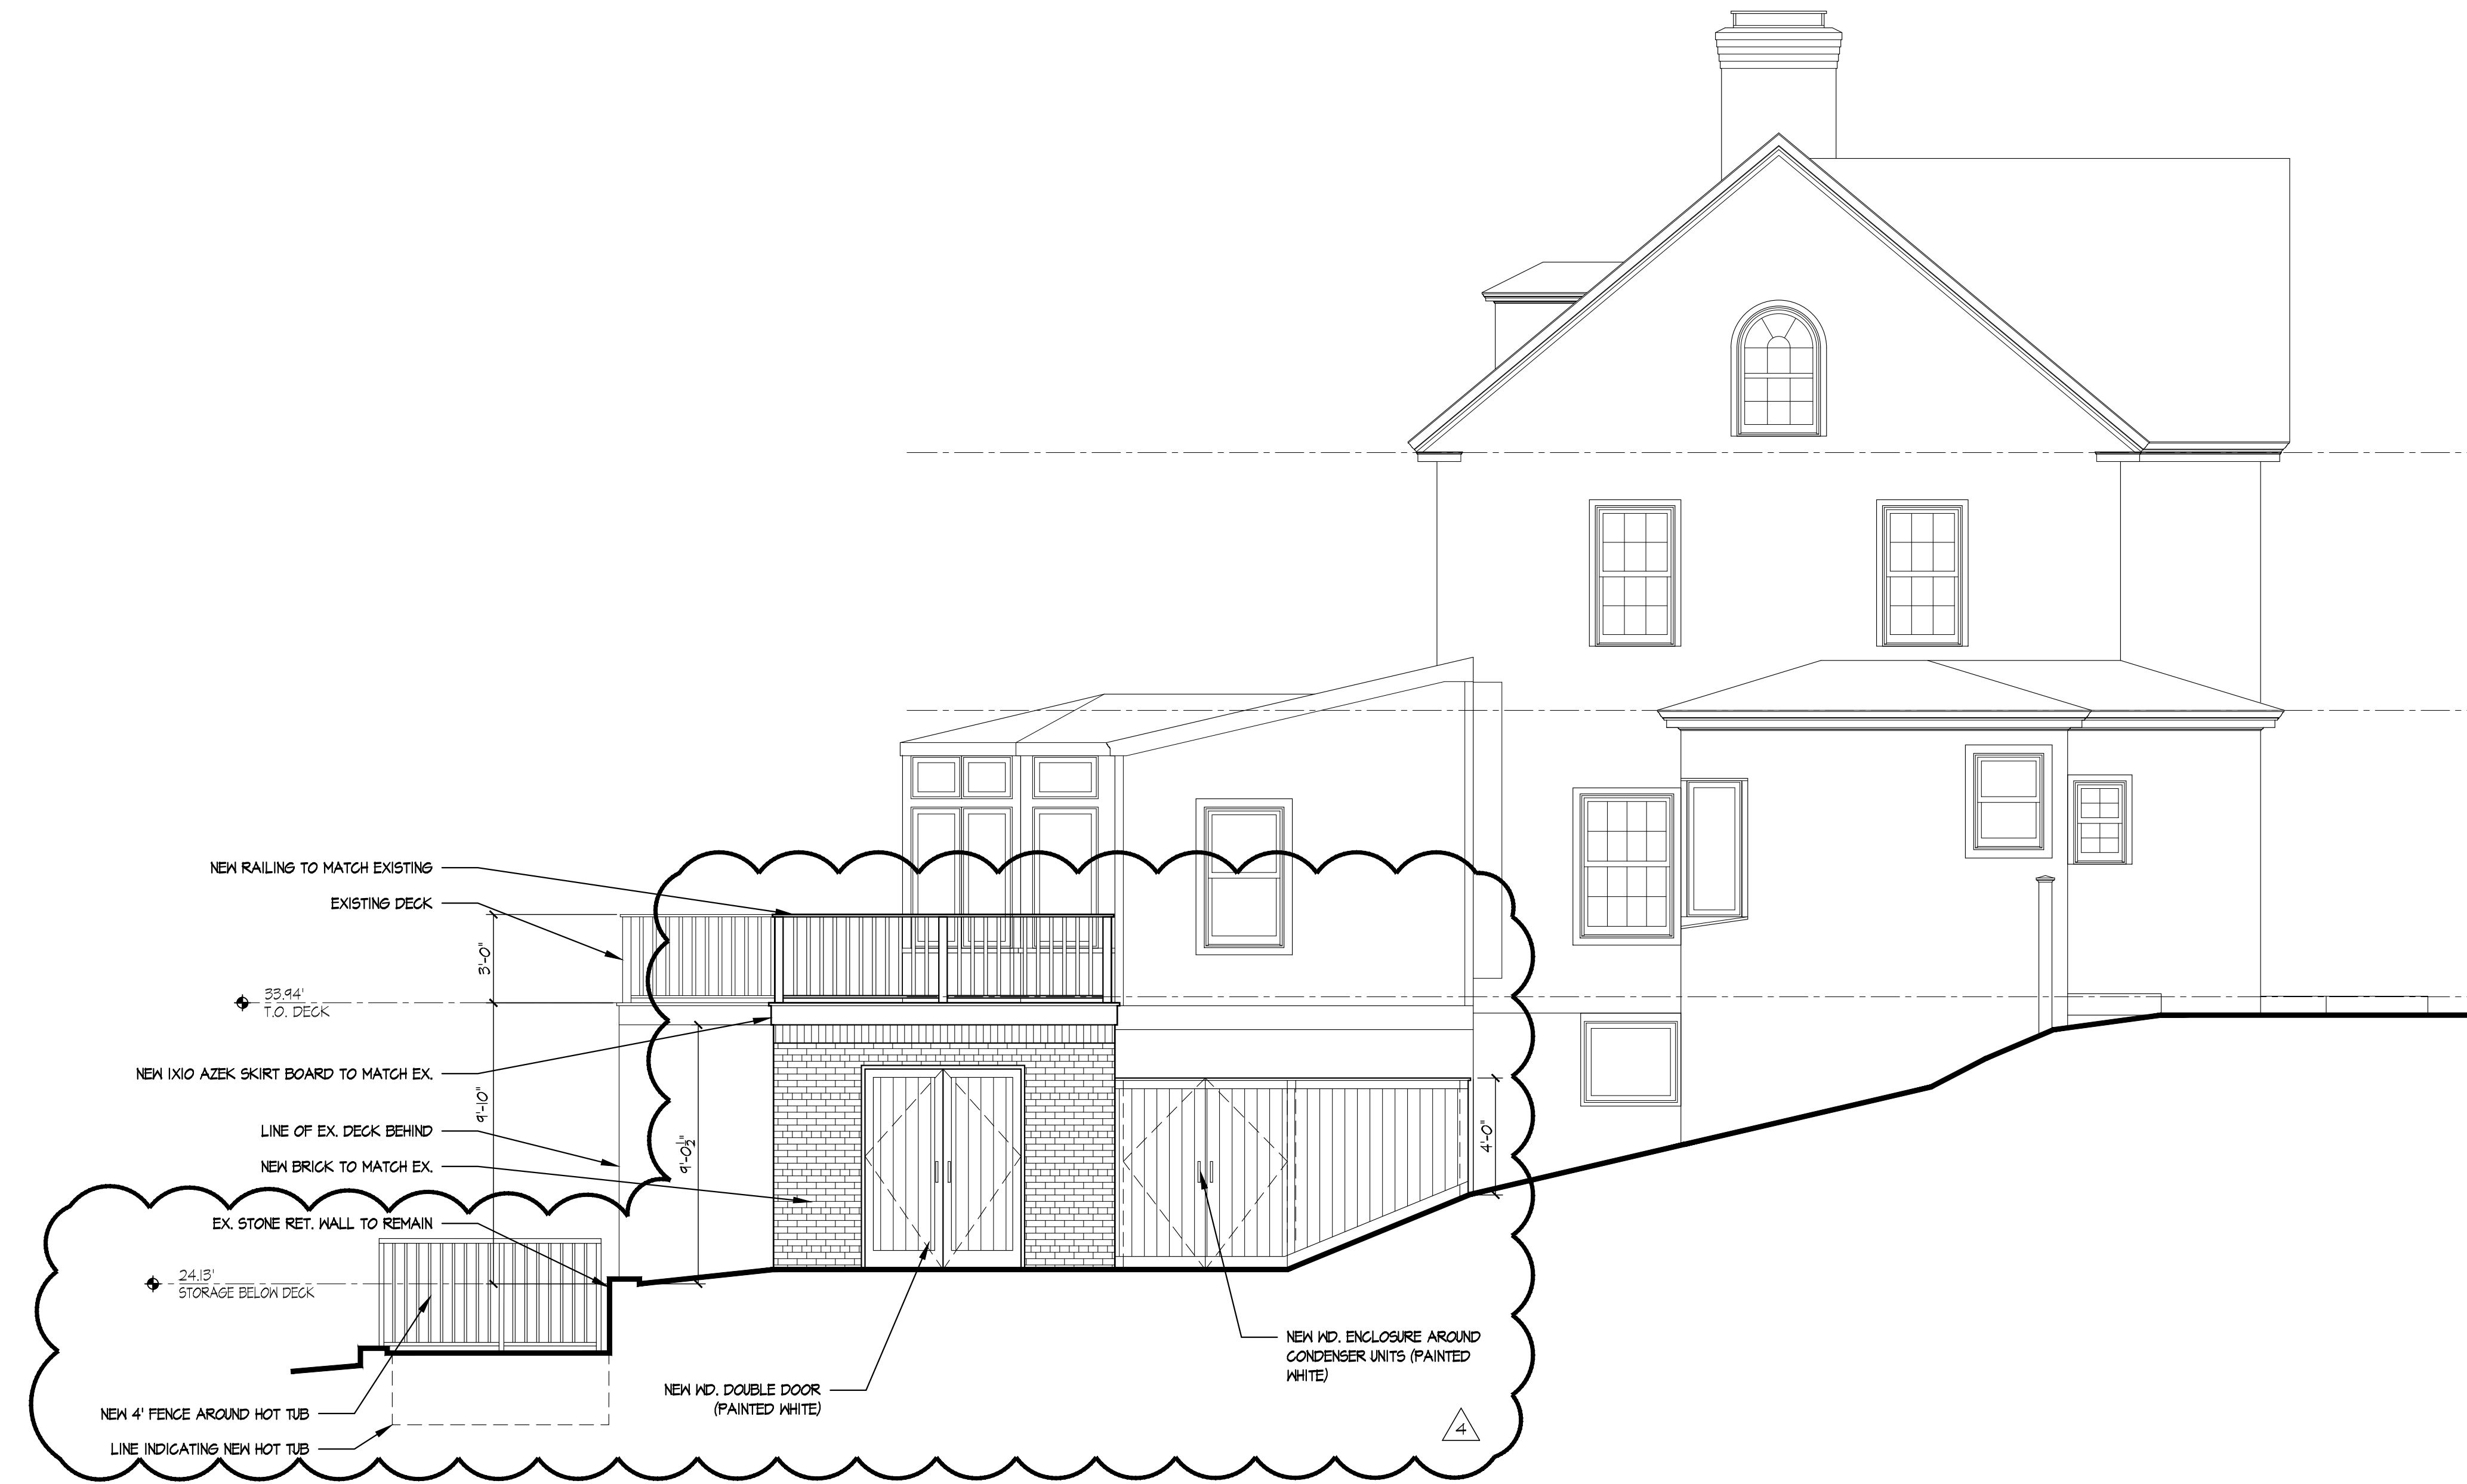 NEW RAILING TO MATCH EXISTING
EXISTING DECK
3'-0"
33.94'
T.O. DECK
NEW 1X10 AZEK SKIRT BOARD TO MATCH EX.
9'-10"
LINE OF EX. DECK BEHIND
9'-0½"
4'-0"
NEW BRICK TO MATCH EX.
EX. STONE RET. WALL TO REMAIN
24.13'
STORAGE BELOW DECK
NEW WD. ENCLOSURE AROUND
CONDENSER UNITS (PAINTED
WHITE)
NEW WD. DOUBLE DOOR
(PAINTED WHITE)
NEW 4' FENCE AROUND HOT TUB
4
LINE INDICATING NEW HOT TUB